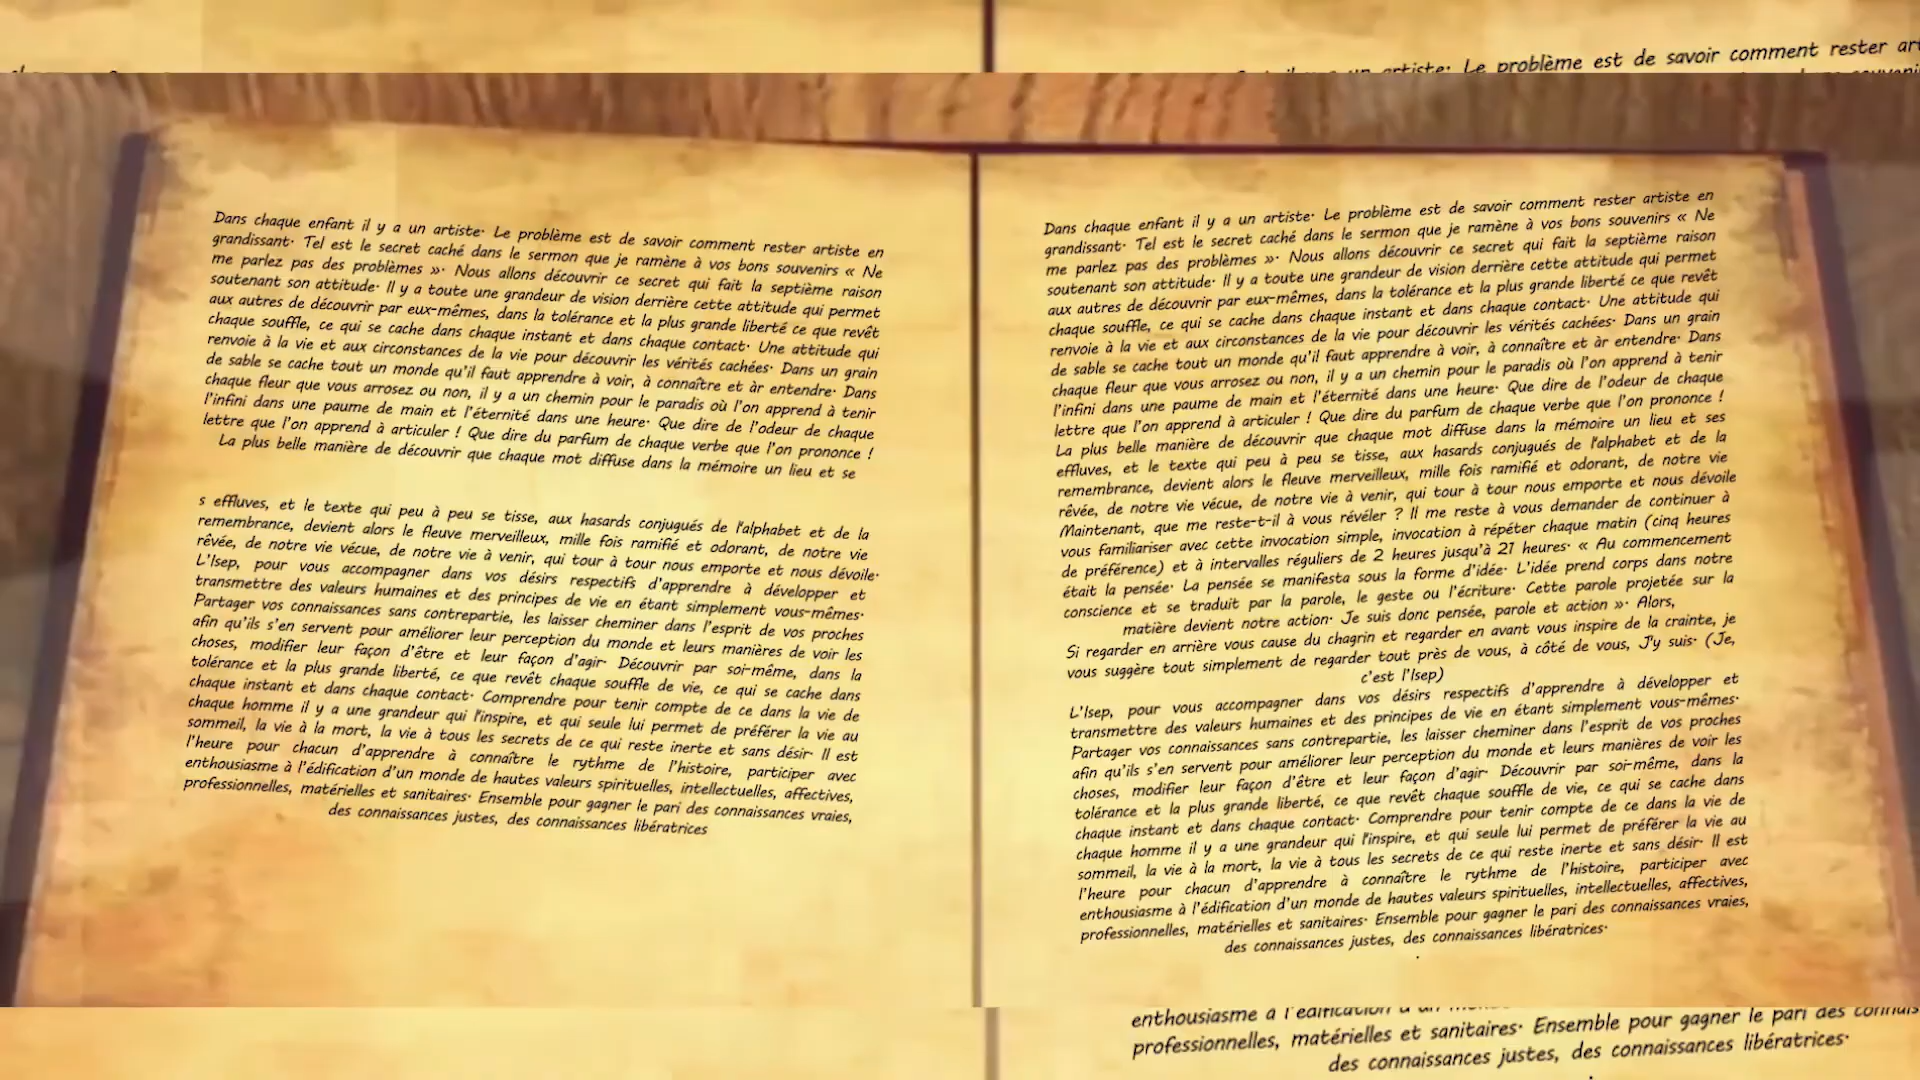 Le problème est de savoir comment rester art
Dans chaque enfant il y a un artiste· Le problème est de savoir comment rester artiste en
grandissant· Tel est le secret caché dans le sermon que je ramène à vos bons souvenirs « Ne
me parlez pas des problèmes »· Nous allons découvrir ce secret qui fait la septième raison
soutenant son attitude· Il y a toute une grandeur de vision derrière cette attitude qui permet
aux autres de découvrir par eux-mêmes, dans la tolérance et la plus grande liberté ce que revêt
chaque souffle, ce qui se cache dans chaque instant et dans chaque contact· Une attitude qui
renvoie à la vie et aux circonstances de la vie pour découvrir les vérités cachées· Dans un grain
de sable se cache tout un monde qu'il faut apprendre à voir, à connaître et àr entendre· Dans
chaque fleur que vous arrosez ou non, il y a un chemin pour le paradis où l'on apprend à tenir
l'infini dans une paume de main et l'éternité dans une heure· Que dire de l'odeur de chaque
lettre que l'on apprend à articuler ! Que dire du parfum de chaque verbe que l'on prononce !
La plus belle manière de découvrir que chaque mot diffuse dans la mémoire un lieu et se
s effluves, et le texte qui peu à peu se tisse, aux hasards conjugués de l'alphabet et de la
remembrance, devient alors le fleuve merveilleux, mille fois ramifié et odorant, de notre vie
rêvée, de notre vie vécue, de notre vie à venir, qui tour à tour nous emporte et nous dévoile·
L'Isep, pour vous accompagner dans vos désirs respectifs d'apprendre à développer et
transmettre des valeurs humaines et des principes de vie en étant simplement vous-mêmes·
Partager vos connaissances sans contrepartie, les laisser cheminer dans l'esprit de vos proches
afin qu'ils s'en servent pour améliorer leur perception du monde et leurs manières de voir les
choses, modifier leur façon d'être et leur façon d'agir· Découvrir par soi-même, dans la
tolérance et la plus grande liberté, ce que revêt chaque souffle de vie, ce qui se cache dans
chaque instant et dans chaque contact· Comprendre pour tenir compte de ce dans la vie de
chaque homme il y a une grandeur qui l'inspire, et qui seule lui permet de préférer la vie au
sommeil, la vie à la mort, la vie à tous les secrets de ce qui reste inerte et sans désir· Il est
l'heure pour chacun d'apprendre à connaître le rythme de l'histoire, participer avec
enthousiasme à l'édification d'un monde de hautes valeurs spirituelles, intellectuelles, affectives,
professionnelles, matérielles et sanitaires· Ensemble pour gagner le pari des connaissances vraies,
des connaissances justes, des connaissances libératrices
Dans chaque enfant il y a un artiste· Le problème est de savoir comment rester artiste en
grandissant· Tel est le secret caché dans le sermon que je ramène à vos bons souvenirs « Ne
me parlez pas des problèmes »· Nous allons découvrir ce secret qui fait la septième raison
soutenant son attitude· Il y a toute une grandeur de vision derrière cette attitude qui permet
aux autres de découvrir par eux-mêmes, dans la tolérance et la plus grande liberté ce que revêt
chaque souffle, ce qui se cache dans chaque instant et dans chaque contact· Une attitude qui
renvoie à la vie et aux circonstances de la vie pour découvrir les vérités cachées· Dans un grain
de sable se cache tout un monde qu'il faut apprendre à voir, à connaître et àr entendre· Dans
chaque fleur que vous arrosez ou non, il y a un chemin pour le paradis où l'on apprend à tenir
l'infini dans une paume de main et l'éternité dans une heure· Que dire de l'odeur de chaque
lettre que l'on apprend à articuler ! Que dire du parfum de chaque verbe que l'on prononce !
La plus belle manière de découvrir que chaque mot diffuse dans la mémoire un lieu et ses
effluves, et le texte qui peu à peu se tisse, aux hasards conjugués de l'alphabet et de la
remembrance, devient alors le fleuve merveilleux, mille fois ramifié et odorant, de notre vie
rêvée, de notre vie vécue, de notre vie à venir, qui tour à tour nous emporte et nous dévoile
Maintenant, que me reste-t-il à vous révéler ? Il me reste à vous demander de continuer à
vous familiariser avec cette invocation simple, invocation à répéter chaque matin (cinq heures
de préférence) et à intervalles réguliers de 2 heures jusqu'à 21 heures· « Au commencement
était la pensée· La pensée se manifesta sous la forme d'idée· L'idée prend corps dans notre
conscience et se traduit par la parole, le geste ou l'écriture· Cette parole projetée sur la
matière devient notre action· Je suis donc pensée, parole et action »· Alors,
Si regarder en arrière vous cause du chagrin et regarder en avant vous inspire de la crainte, je
vous suggère tout simplement de regarder tout près de vous, à côté de vous, J'y suis· (Je,
c'est l'Isep)
L'Isep, pour vous accompagner dans vos désirs respectifs d'apprendre à développer et
transmettre des valeurs humaines et des principes de vie en étant simplement vous-mêmes·
Partager vos connaissances sans contrepartie, les laisser cheminer dans l'esprit de vos proches
afin qu'ils s'en servent pour améliorer leur perception du monde et leurs manières de voir les
choses, modifier leur façon d'être et leur façon d'agir· Découvrir par soi-même, dans la
tolérance et la plus grande liberté, ce que revêt chaque souffle de vie, ce qui se cache dans
chaque instant et dans chaque contact· Comprendre pour tenir compte de ce dans la vie de
chaque homme il y a une grandeur qui l'inspire, et qui seule lui permet de préférer la vie au
sommeil, la vie à la mort, la vie à tous les secrets de ce qui reste inerte et sans désir· Il est
l'heure pour chacun d'apprendre à connaître le rythme de l'histoire, participer avec
enthousiasme à l'édification d'un monde de hautes valeurs spirituelles, intellectuelles, affectives,
professionnelles, matérielles et sanitaires· Ensemble pour gagner le pari des connaissances vraies,
des connaissances justes, des connaissances libératrices·
.
enthousiasme à l'édification
professionnelles, matérielles et sanitaires· Ensemble pour gagner le pari des connais
des connaissances justes, des connaissances libératrices·